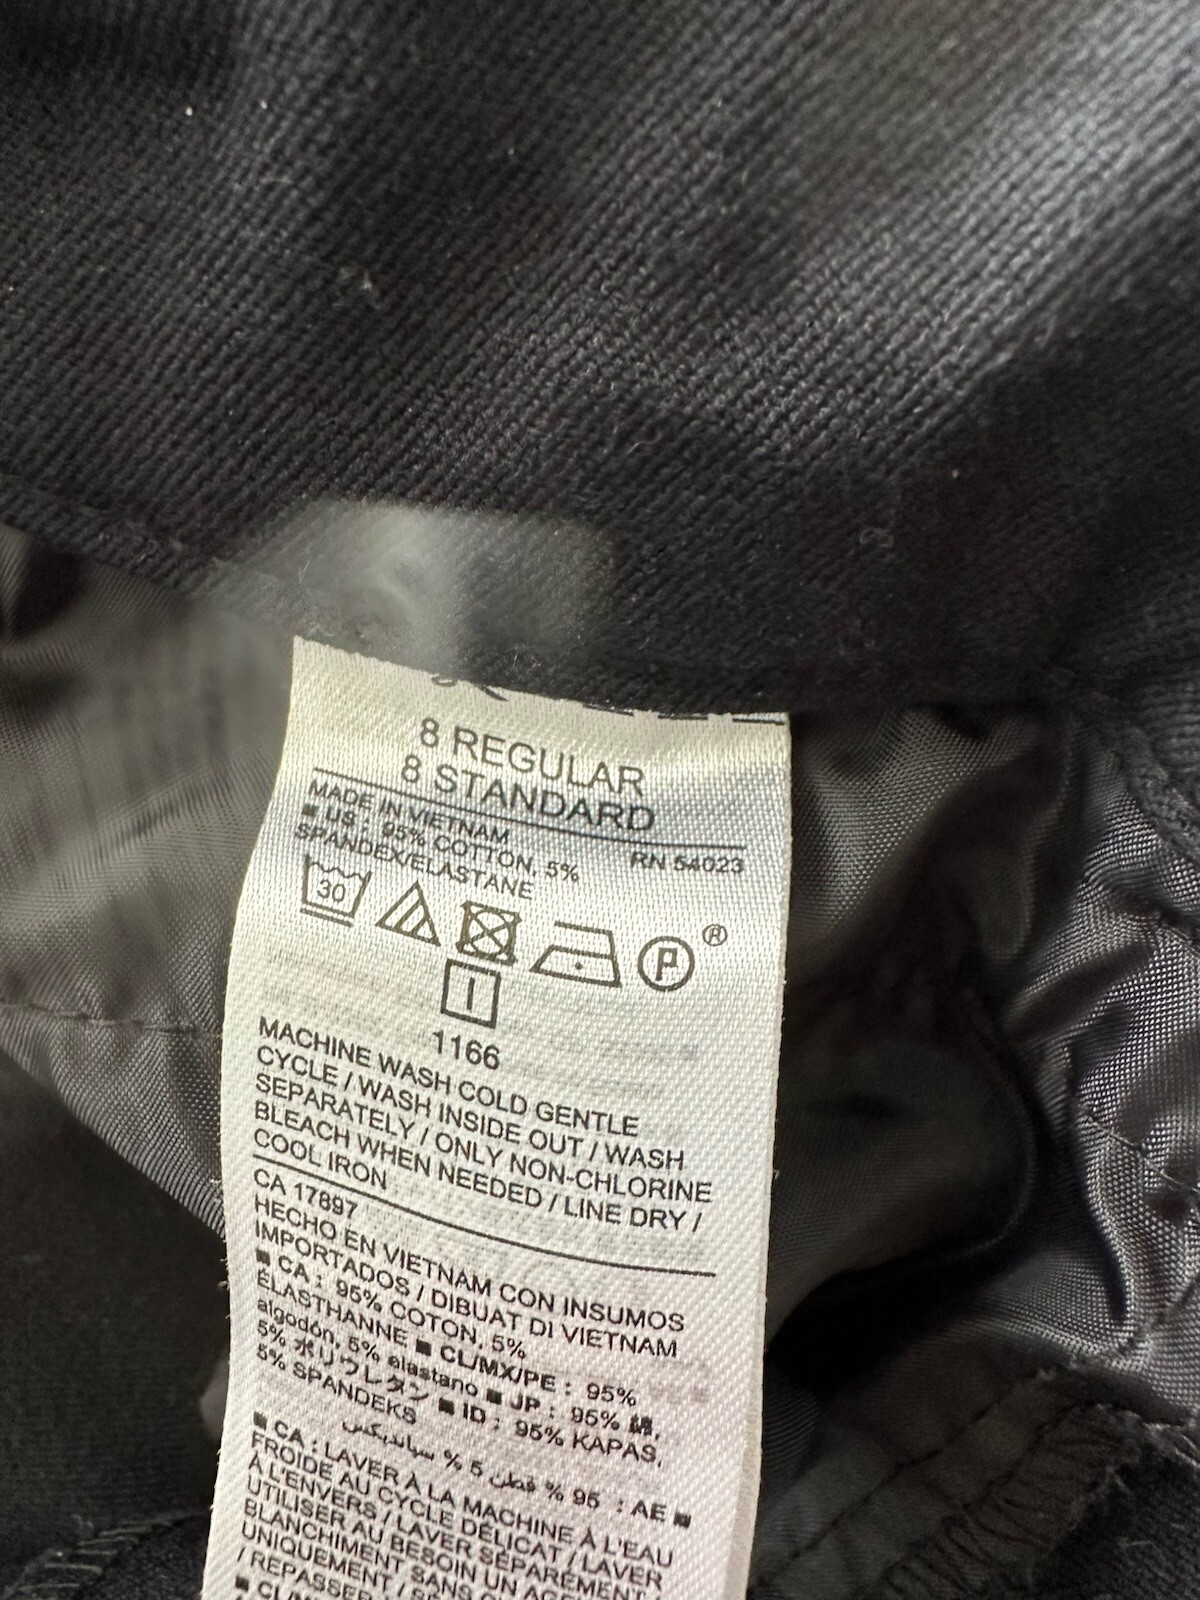 8 REGULAR
8 STANDARD
MADE IN VIETNAM
■ US : 95% COTTON, 5%
SPANDEX/ELASTANE
RN 54023
30
P
®
1166
MACHINE WASH COLD GENTLE
CYCLE / WASH INSIDE OUT / WASH
SEPARATELY / ONLY NON-CHLORINE
BLEACH WHEN NEEDED / LINE DRY /
COOL IRON
CA 17897
HECHO EN VIETNAM CON INSUMOS
IMPORTADOS / DIBUAT DI VIETNAM
■ CA : 95% COTON, 5%
ÉLASTHANNE ■ CL/MX/PE : 95%
algodón, 5% elastano ■ JP : 95% 綿,
5% ポリウレタン ■ ID : 95% KAPAS,
5% SPANDEKS
■ AE : 95 % قطن 5 % سباندیكس
■ CA : LAVER À LA MACHINE À L'EAU
FROIDE AU CYCLE DÉLICAT / LAVER
À L'ENVERS / LAVER SÉPARÉMENT /
UTILISER AU BESOIN UN
BLANCHIMENT SANS
UNIQUEMENT
/ REPASSER